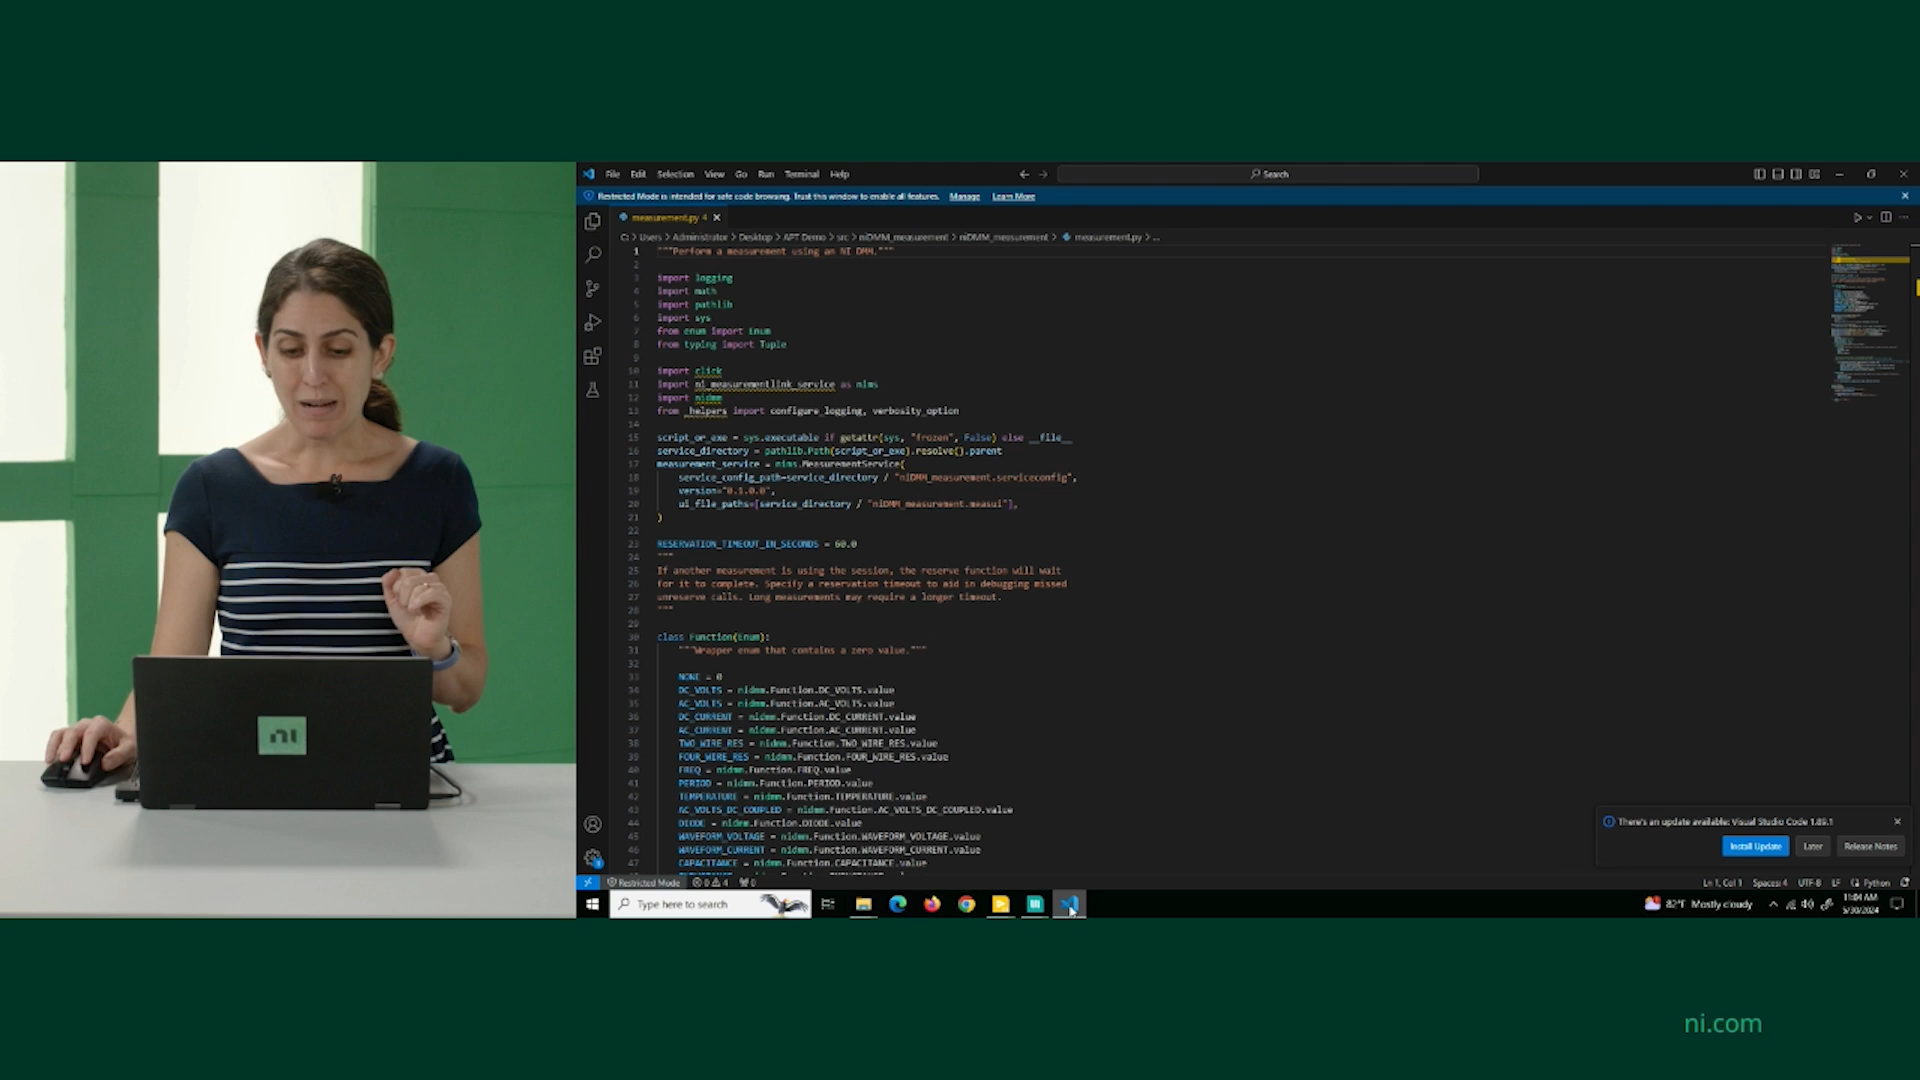 File Edit Selection View Go Run Terminal Help
Search
Restricted Mode is intended for safe code browsing. Trust this window to enable all features. Manage Learn More
measurement.py 4
C: > Users > Administrator > Desktop > APT Demo > src > niDMM_measurement > niDMM_measurement > measurement.py > ...
1 """Perform a measurement using an NI DMM."""
2
3 import logging
4 import math
5 import pathlib
6 import sys
7 from enum import Enum
8 from typing import Tuple
9
10 import click
11 import ni_measurementlink_service as nims
12 import nidmm
13 from _helpers import configure_logging, verbosity_option
14
15 script_or_exe = sys.executable if getattr(sys, "frozen", False) else __file__
16 service_directory = pathlib.Path(script_or_exe).resolve().parent
17 measurement_service = nims.MeasurementService(
18 service_config_path=service_directory / "niDMM_measurement.serviceconfig",
19 version="0.1.0.0",
20 ui_file_paths=[service_directory / "niDMM_measurement.measui"],
21 )
22
23 RESERVATION_TIMEOUT_IN_SECONDS = 60.0
24 """
25 If another measurement is using the session, the reserve function will wait
26 for it to complete. Specify a reservation timeout to aid in debugging missed
27 unreserve calls. Long measurements may require a longer timeout.
28 """
29
30 class Function(Enum):
31 """Wrapper enum that contains a zero value."""
32
33 NONE = 0
34 DC_VOLTS = nidmm.Function.DC_VOLTS.value
35 AC_VOLTS = nidmm.Function.AC_VOLTS.value
36 DC_CURRENT = nidmm.Function.DC_CURRENT.value
37 AC_CURRENT = nidmm.Function.AC_CURRENT.value
38 TWO_WIRE_RES = nidmm.Function.TWO_WIRE_RES.value
39 FOUR_WIRE_RES = nidmm.Function.FOUR_WIRE_RES.value
40 FREQ = nidmm.Function.FREQ.value
41 PERIOD = nidmm.Function.PERIOD.value
42 TEMPERATURE = nidmm.Function.TEMPERATURE.value
43 AC_VOLTS_DC_COUPLED = nidmm.Function.AC_VOLTS_DC_COUPLED.value
44 DIODE = nidmm.Function.DIODE.value
45 WAVEFORM_VOLTAGE = nidmm.Function.WAVEFORM_VOLTAGE.value
46 WAVEFORM_CURRENT = nidmm.Function.WAVEFORM_CURRENT.value
47 CAPACITANCE = nidmm.Function.CAPACITANCE.value
There's an update available: Visual Studio Code 1.89.1
Install Update Later Release Notes
Restricted Mode 0 4 0
Ln 1, Col 1 Spaces: 4 UTF-8 LF Python
Type here to search
82°F Mostly cloudy
11:04 AM
5/30/2024
ni
ni.com